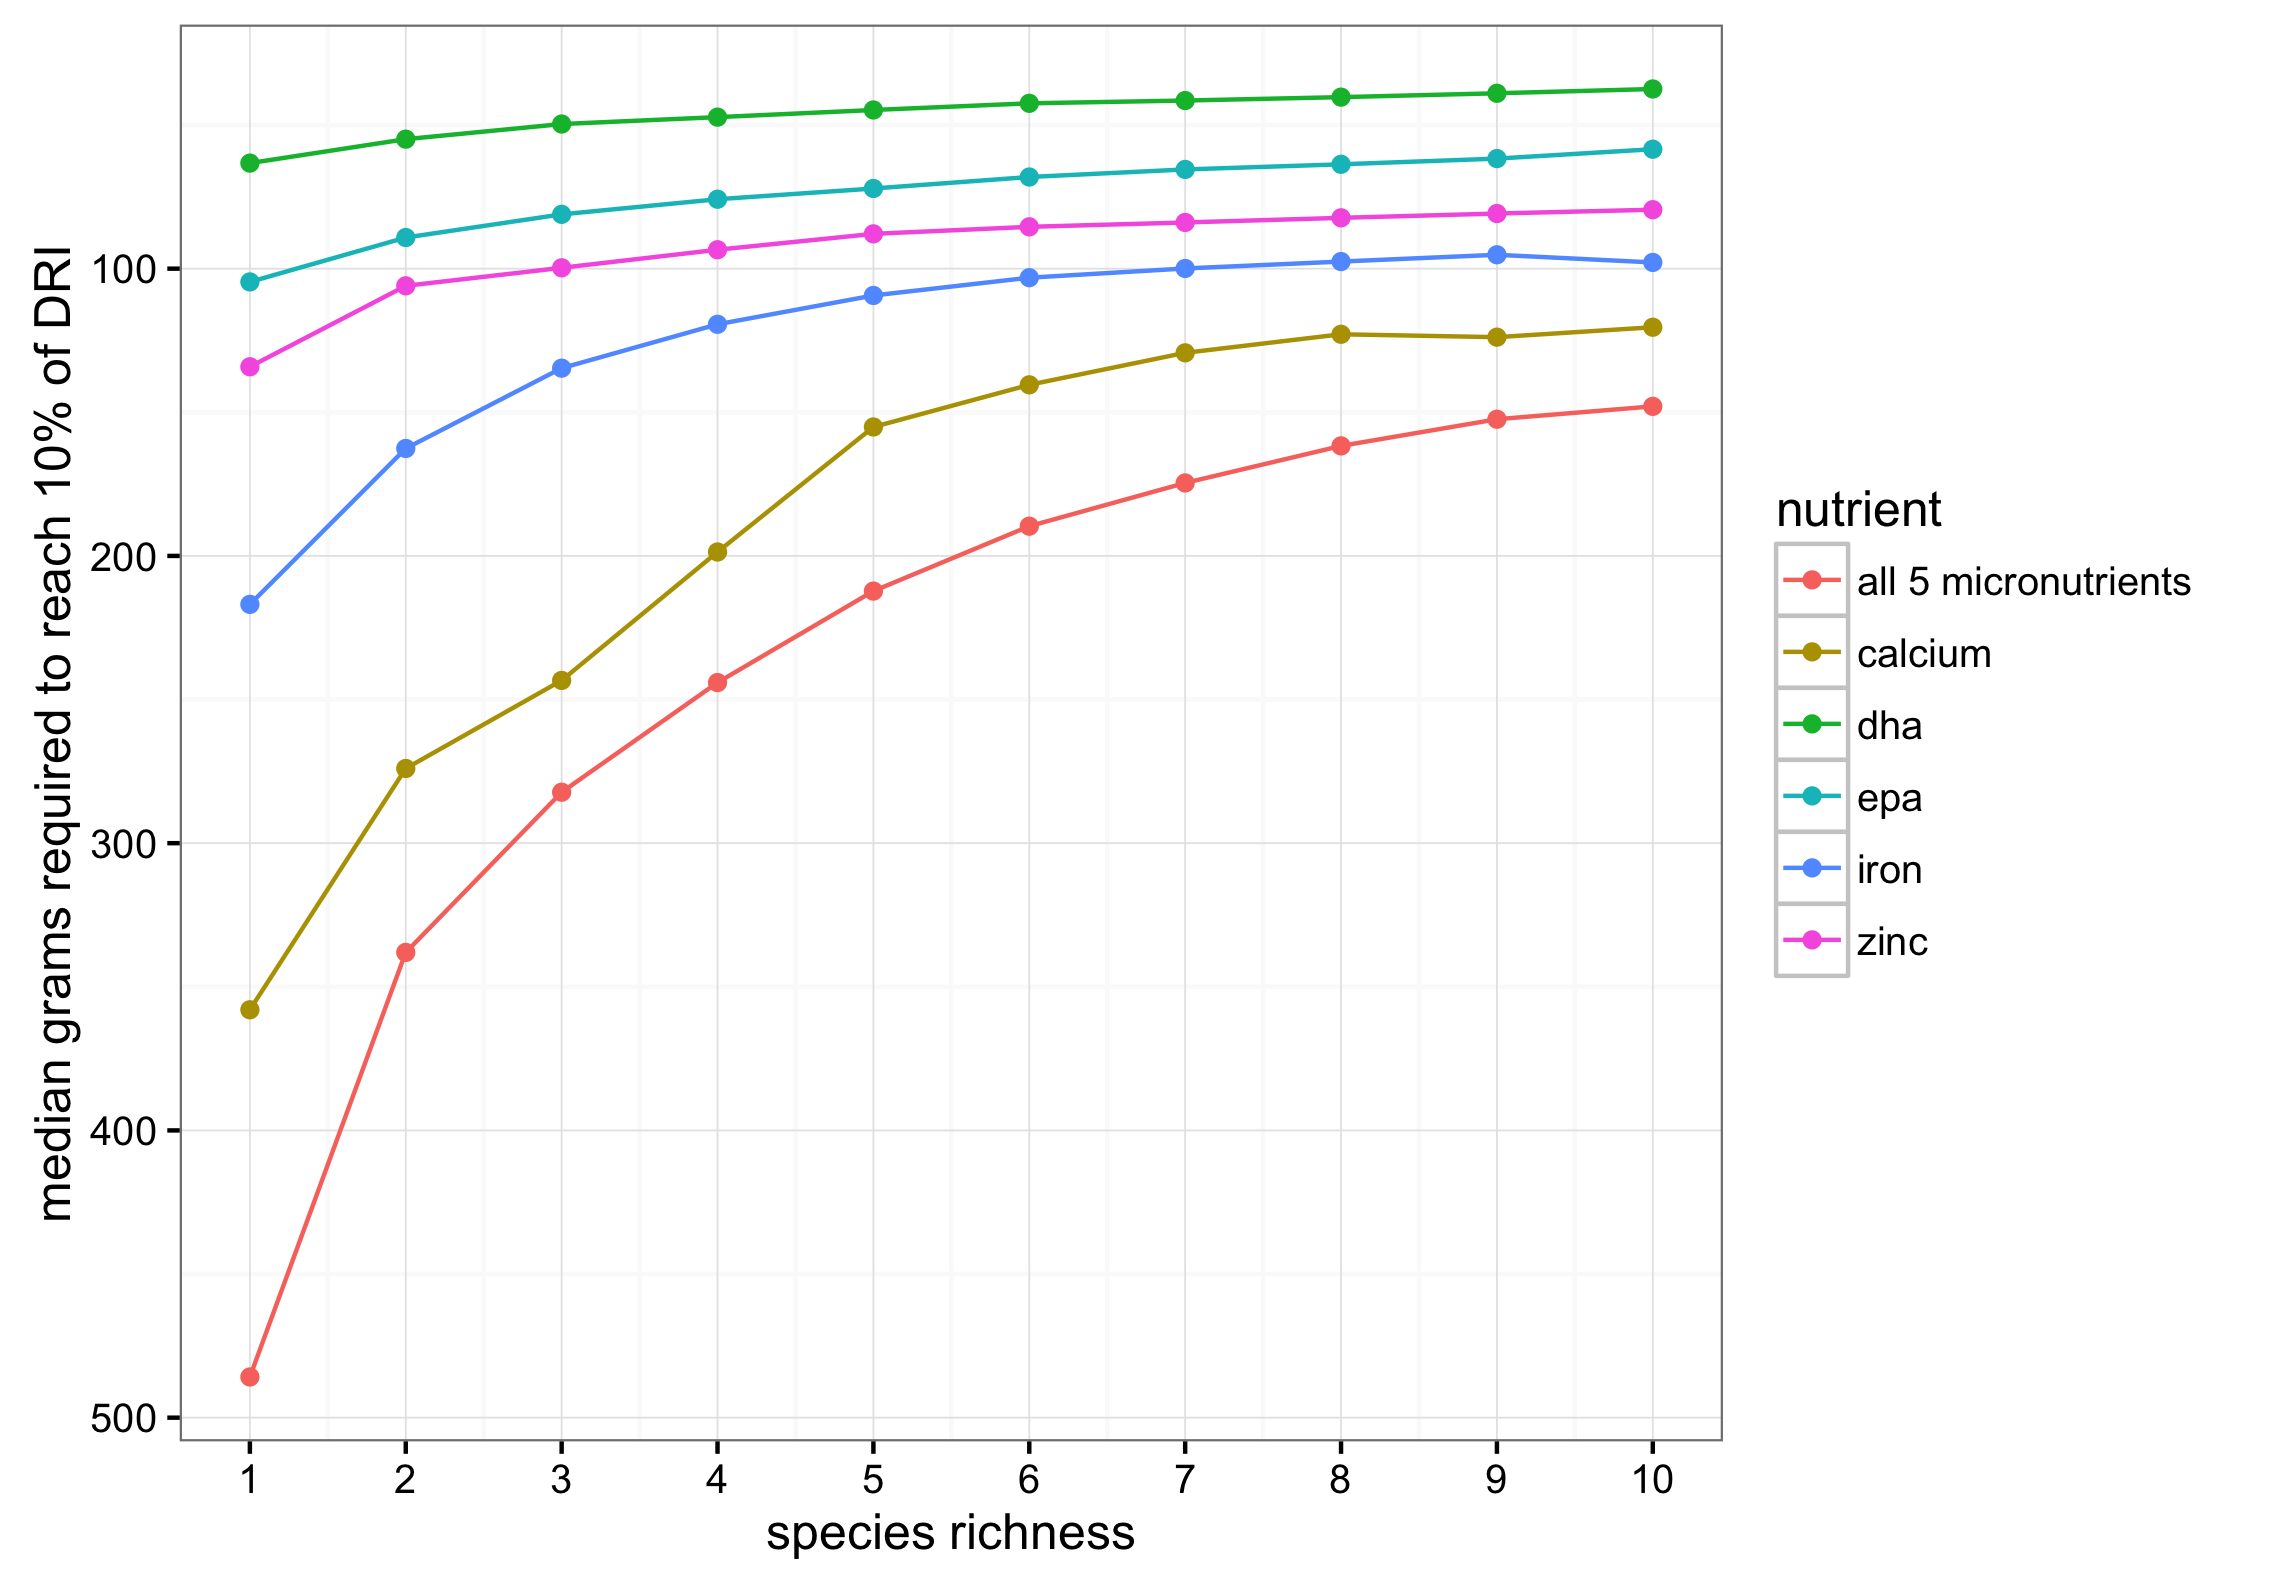 median grams required to reach 10% of DRI
100
200
300
400
500
1 2 3 4 5 6 7 8 9 10
species richness
nutrient
all 5 micronutrients
calcium
dha
epa
iron
zinc